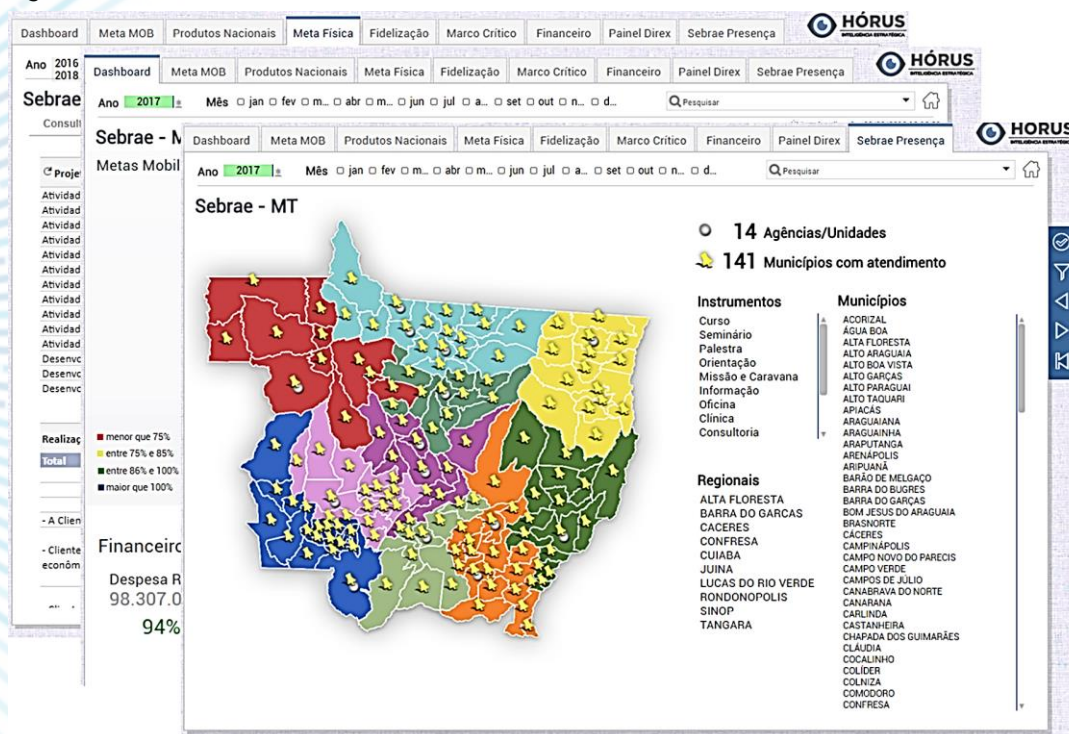 Dashboard Meta MOB Produtos Nacionais Meta Física Fidelização Marco Crítico Financeiro Painel Direx Sebrae Presença
HÓRUS
INTELIGÊNCIA ESTRATÉGICA
Ano 2016
2018
Sebrae
Consult
Projet
Atividad
Atividad
Atividad
Atividad
Atividad
Atividad
Atividad
Atividad
Atividad
Atividad
Atividad
Desenvc
Desenvc
Desenvc
Realizaç
Total
- A Clien
- Cliente
econôm
Dashboard Meta MOB Produtos Nacionais Meta Física Fidelização Marco Crítico Financeiro Painel Direx Sebrae Presença
HÓRUS
INTELIGÊNCIA ESTRATÉGICA
Ano 2017 Mês jan fev m... abr m... jun jul a... set out n... d... Pesquisar
Sebrae - M
Metas Mobil
menor que 75%
entre 75% e 85%
entre 86% e 100%
maior que 100%
Financeiro
Despesa R
98.307.0
94%
Dashboard Meta MOB Produtos Nacionais Meta Física Fidelização Marco Crítico Financeiro Painel Direx Sebrae Presença
HÓRUS
INTELIGÊNCIA ESTRATÉGICA
Ano 2017 Mês jan fev m... abr m... jun jul a... set out n... d... Pesquisar
Sebrae - MT
14 Agências/Unidades
141 Municípios com atendimento
Instrumentos
Curso
Seminário
Palestra
Orientação
Missão e Caravana
Informação
Oficina
Clínica
Consultoria
Regionais
ALTA FLORESTA
BARRA DO GARCAS
CACERES
CONFRESA
CUIABA
JUINA
LUCAS DO RIO VERDE
RONDONOPOLIS
SINOP
TANGARA
Municípios
ACORIZAL
ÁGUA BOA
ALTA FLORESTA
ALTO ARAGUAIA
ALTO BOA VISTA
ALTO GARÇAS
ALTO PARAGUAI
ALTO TAQUARI
APIACÁS
ARAGUAIANA
ARAGUAINHA
ARAPUTANGA
ARENÁPOLIS
ARIPUANÃ
BARÃO DE MELGAÇO
BARRA DO BUGRES
BARRA DO GARÇAS
BOM JESUS DO ARAGUAIA
BRASNORTE
CÁCERES
CAMPINÁPOLIS
CAMPO NOVO DO PARECIS
CAMPO VERDE
CAMPOS DE JÚLIO
CANABRAVA DO NORTE
CANARANA
CARLINDA
CASTANHEIRA
CHAPADA DOS GUIMARÃES
CLÁUDIA
COCALINHO
COLÍDER
COLNIZA
COMODORO
CONFRESA